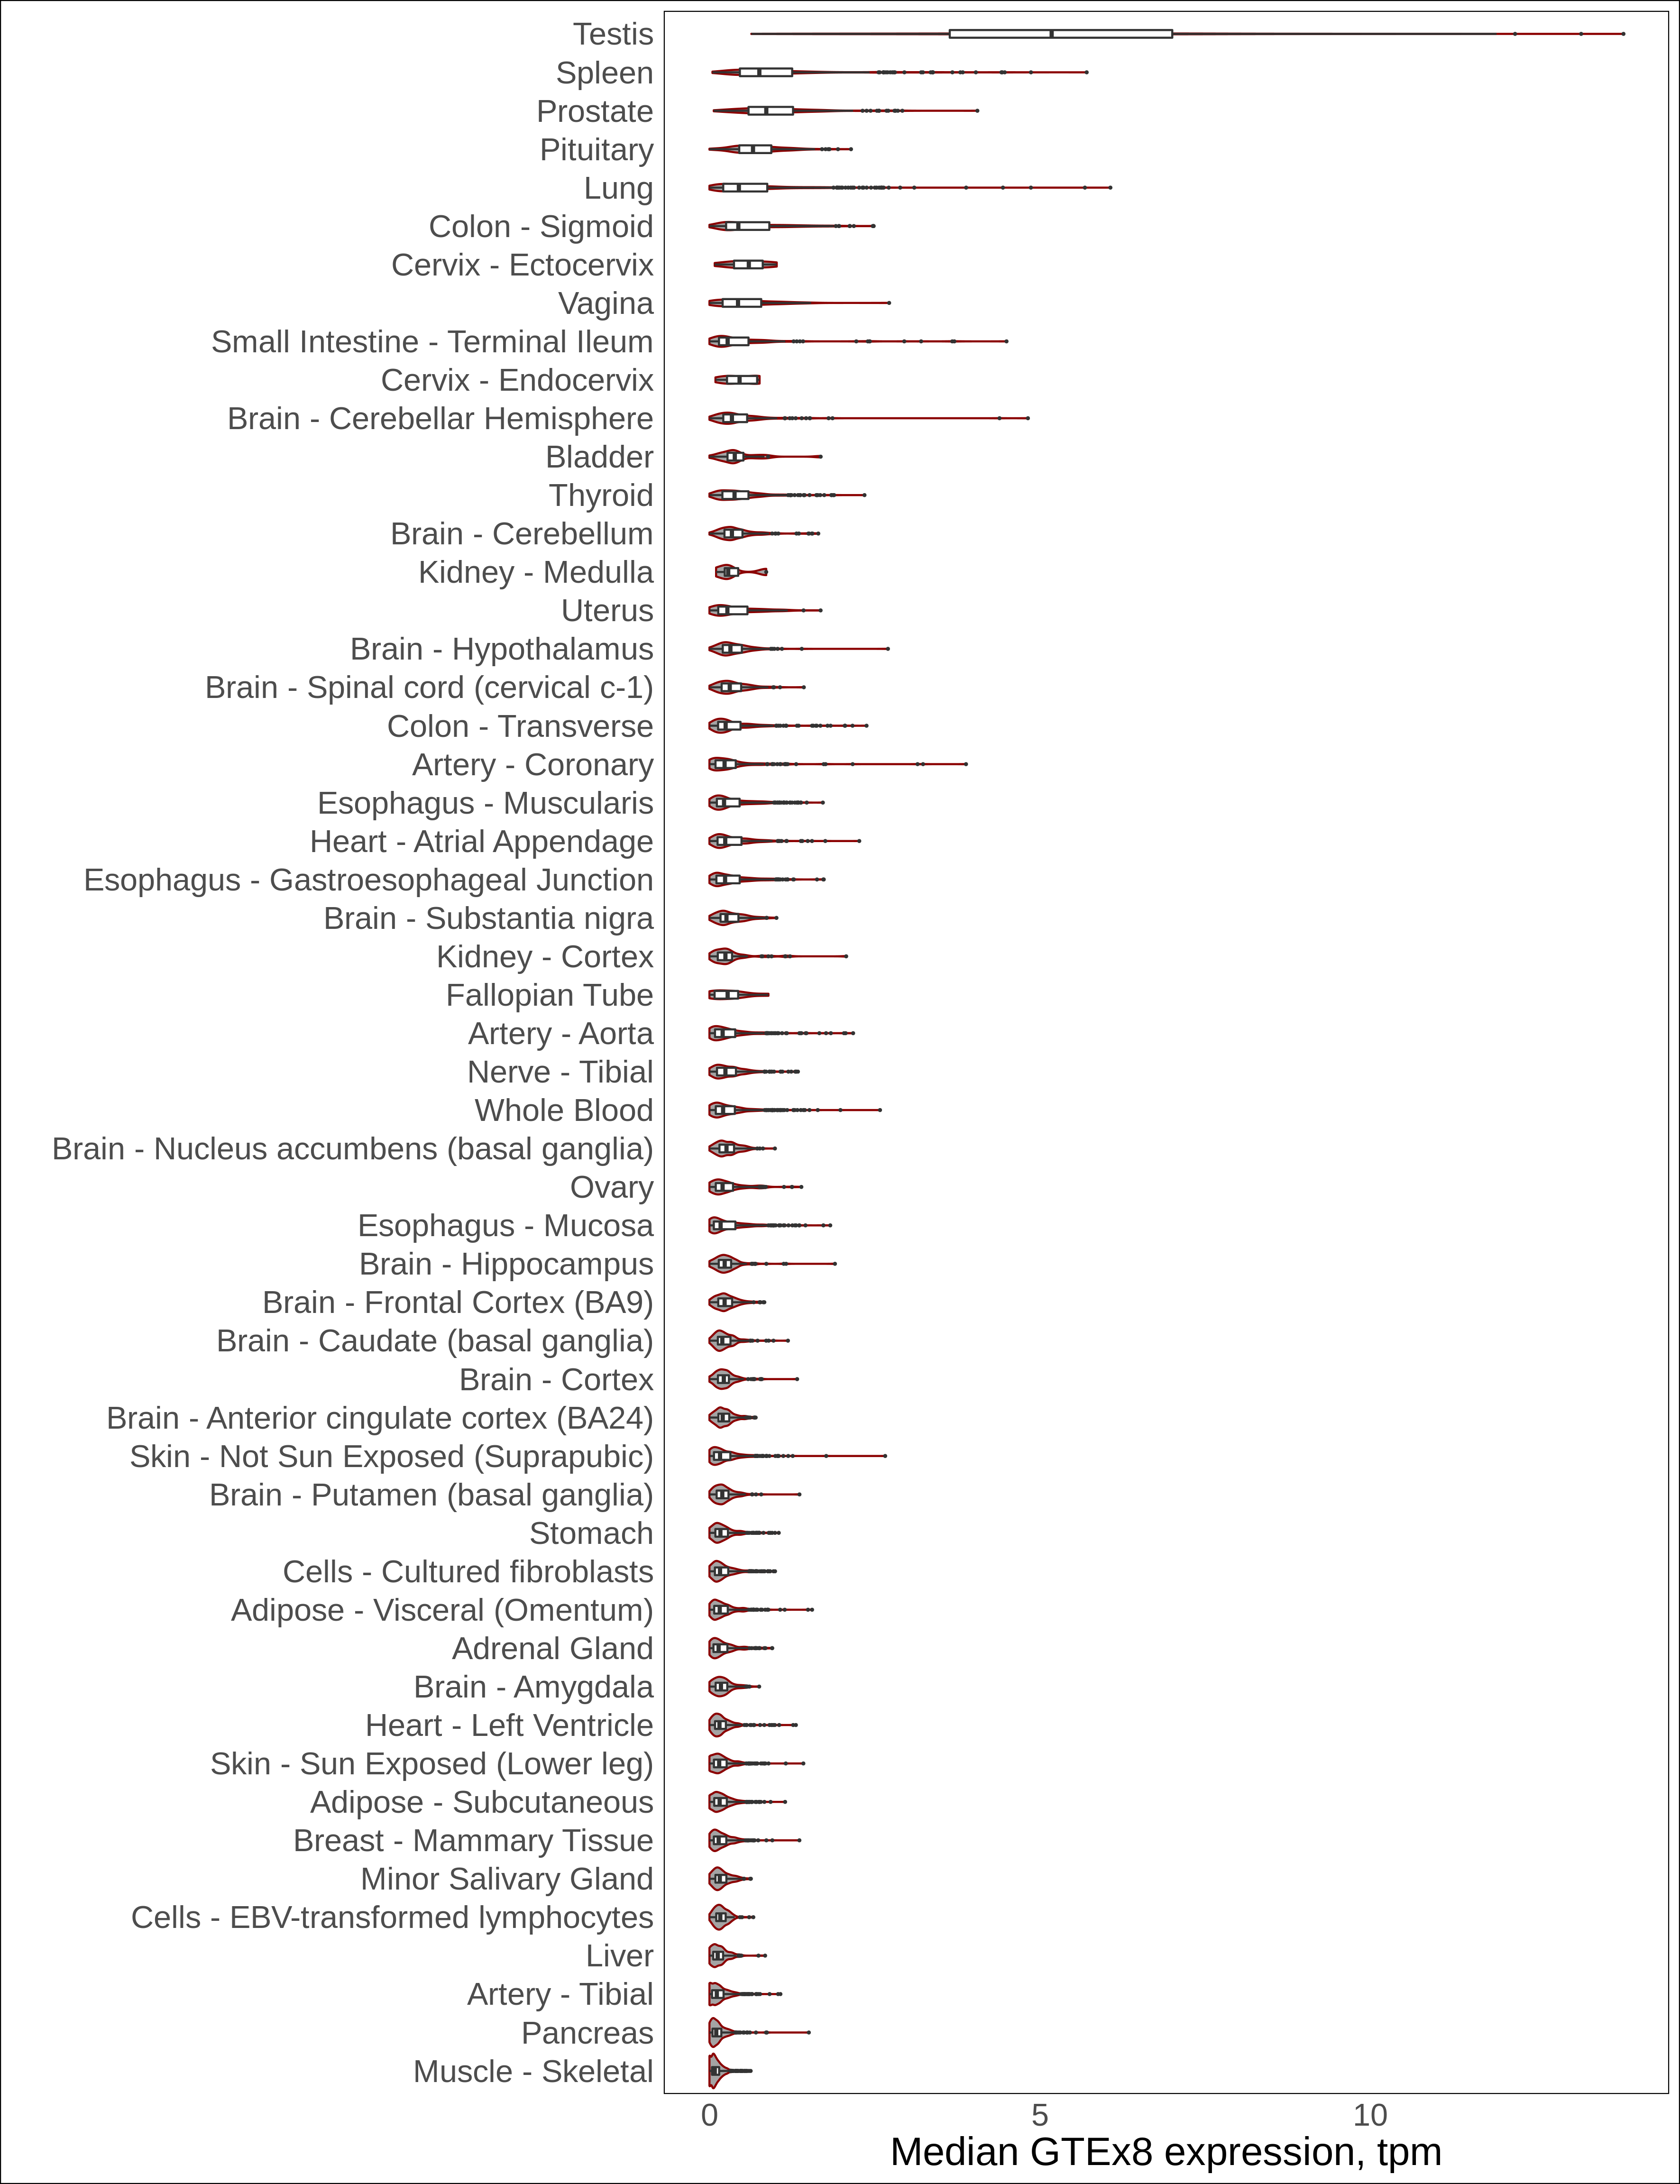 Testis
Spleen
Prostate
Pituitary
Lung
Colon - Sigmoid
Cervix - Ectocervix
Vagina
Small Intestine - Terminal Ileum
Cervix - Endocervix
Brain - Cerebellar Hemisphere
Bladder
Thyroid
Brain - Cerebellum
Kidney - Medulla
Uterus
Brain - Hypothalamus
Brain - Spinal cord (cervical c-1)
Colon - Transverse
Artery - Coronary
Esophagus - Muscularis
Heart - Atrial Appendage
Esophagus - Gastroesophageal Junction
Brain - Substantia nigra
Kidney - Cortex
Fallopian Tube
Artery - Aorta
Nerve - Tibial
Whole Blood
Brain - Nucleus accumbens (basal ganglia)
Ovary
Esophagus - Mucosa
Brain - Hippocampus
Brain - Frontal Cortex (BA9)
Brain - Caudate (basal ganglia)
Brain - Cortex
Brain - Anterior cingulate cortex (BA24)
Skin - Not Sun Exposed (Suprapubic)
Brain - Putamen (basal ganglia)
Stomach
Cells - Cultured fibroblasts
Adipose - Visceral (Omentum)
Adrenal Gland
Brain - Amygdala
Heart - Left Ventricle
Skin - Sun Exposed (Lower leg)
Adipose - Subcutaneous
Breast - Mammary Tissue
Minor Salivary Gland
Cells - EBV-transformed lymphocytes
Liver
Artery - Tibial
Pancreas
Muscle - Skeletal
0 5 10
Median GTEx8 expression, tpm